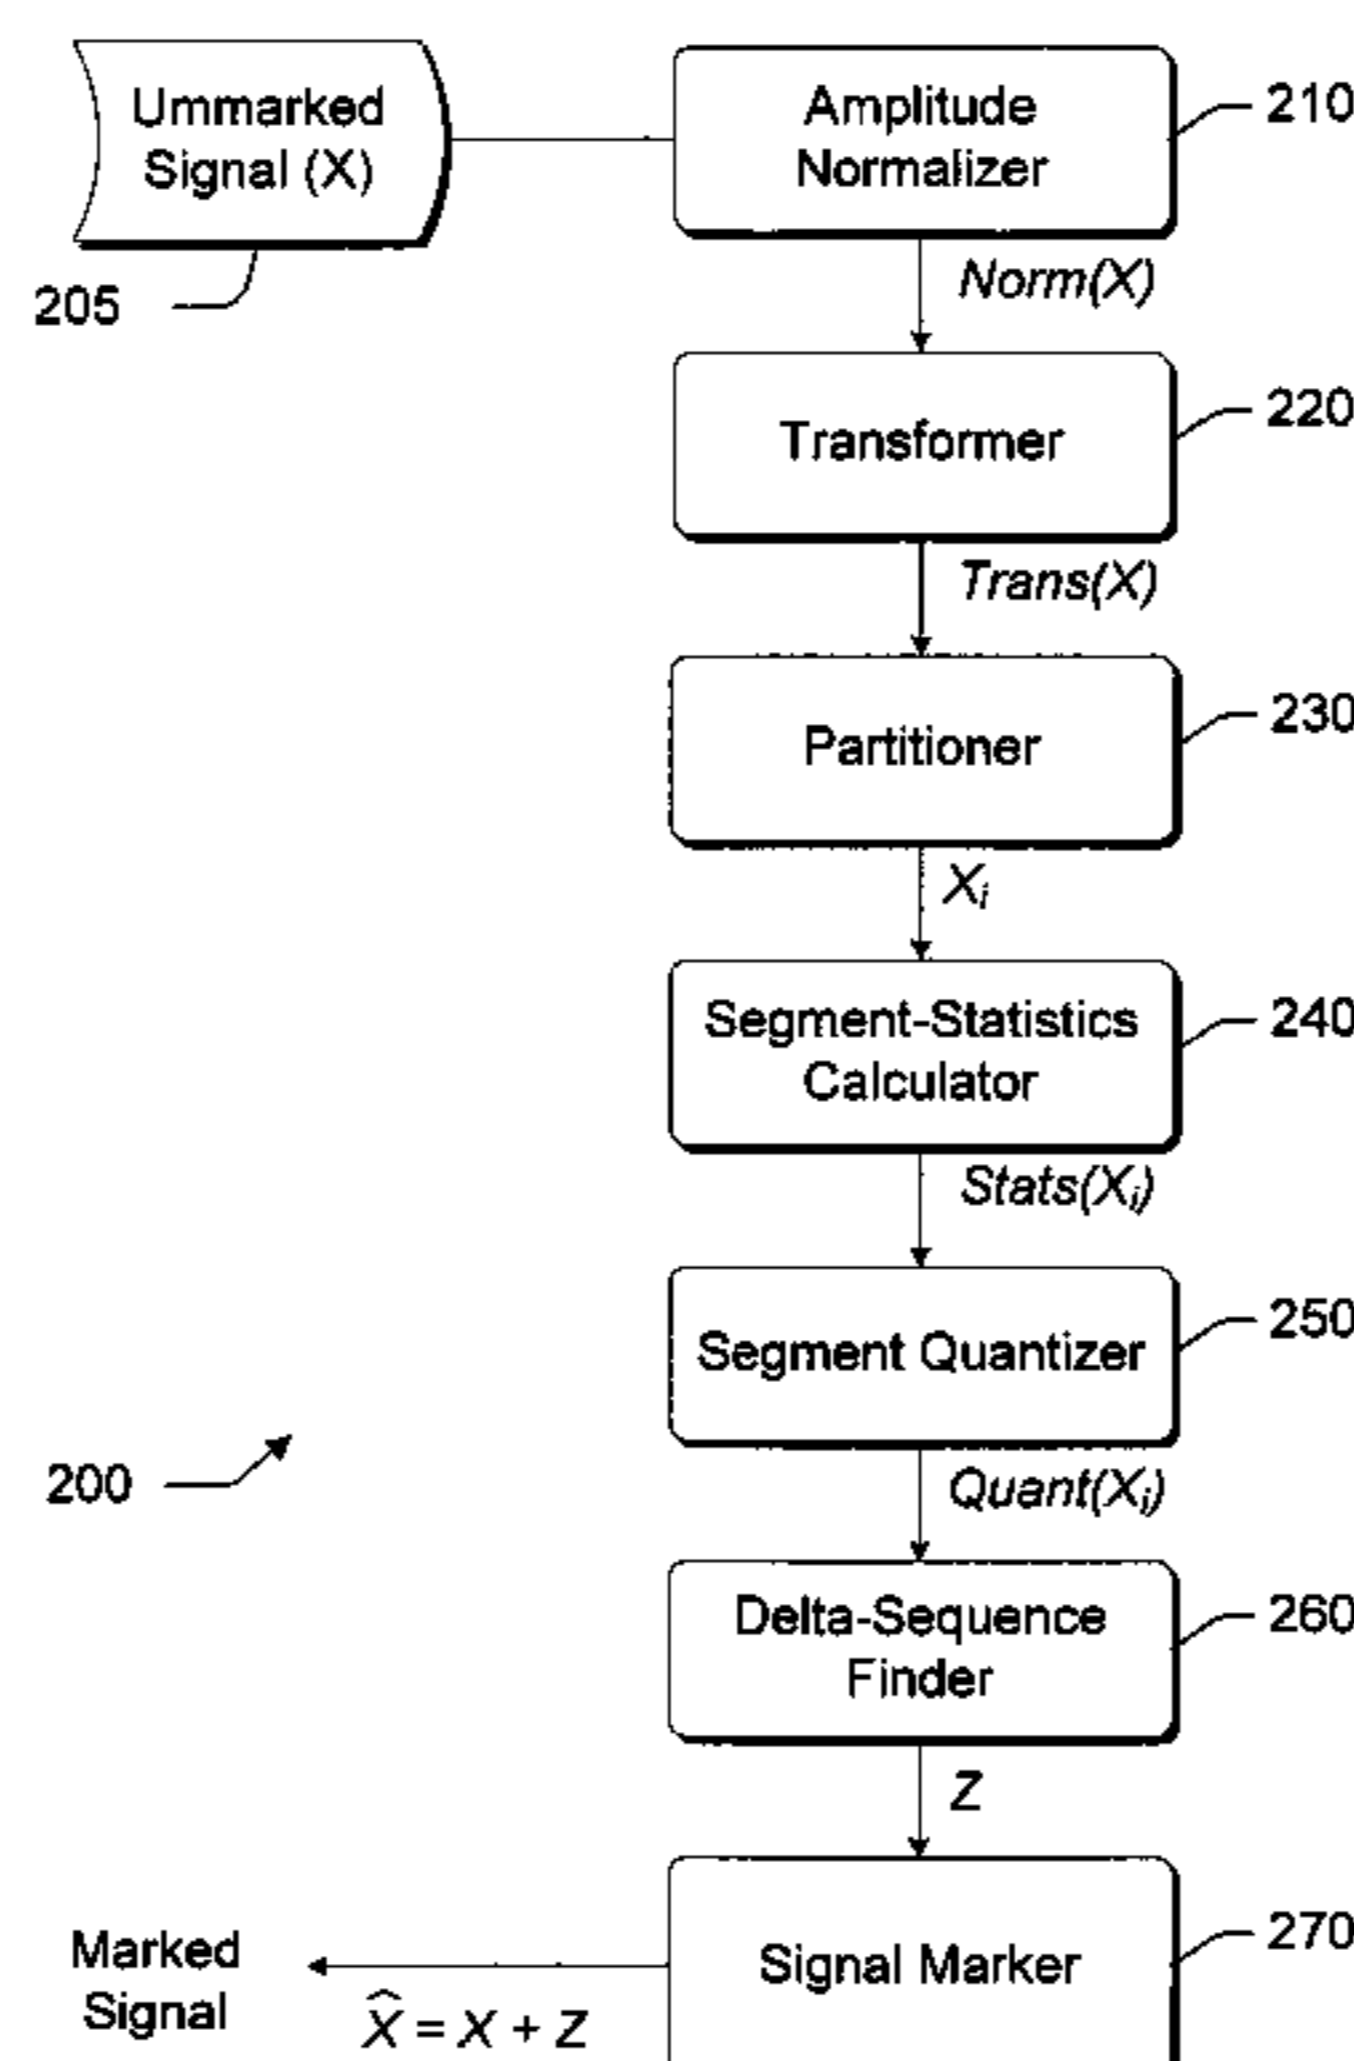 Ummarked
Signal (X)
205
Amplitude
Normalizer
210
Norm(X)
Transformer
220
Trans(X)
Partitioner
230
Xi
Segment-Statistics
Calculator
240
Stats(Xi)
Segment Quantizer
250
200
Quant(Xi)
Delta-Sequence
Finder
260
Z
Signal Marker
270
Marked
Signal
X̂ = X + Z